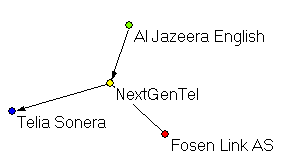 Al Jazeera English
NextGenTel
Telia Sonera
Fosen Link AS